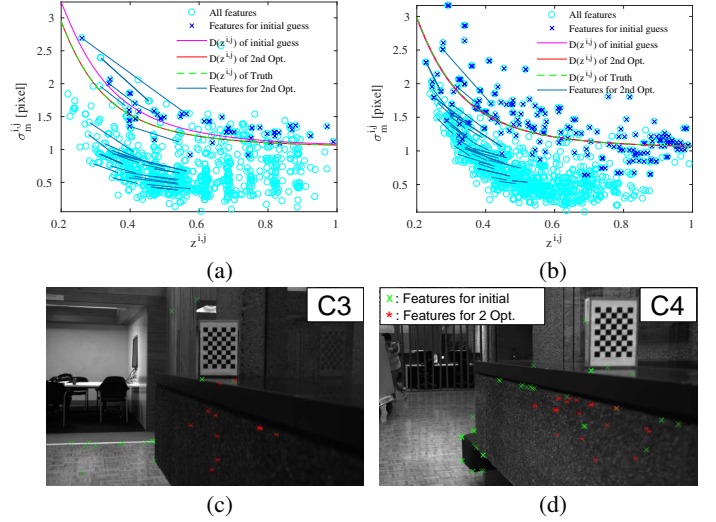 3
2.5
2
1.5
1
0.5
σ_m^{i,j} [pixel]
0.2 0.4 0.6 0.8 1
z^{i,j}
All features
Features for initial guess
D(z^{i,j}) of initial guess
D(z^{i,j}) of 2nd Opt.
D(z^{i,j}) of Truth
Features for 2nd Opt.
(a)
3
2.5
2
1.5
1
0.5
σ_m^{i,j} [pixel]
0.2 0.4 0.6 0.8 1
z^{i,j}
All features
Features for initial guess
D(z^{i,j}) of initial guess
D(z^{i,j}) of 2nd Opt.
D(z^{i,j}) of Truth
Features for 2nd Opt.
(b)
C3
(c)
x : Features for initial
* : Features for 2 Opt.
C4
(d)